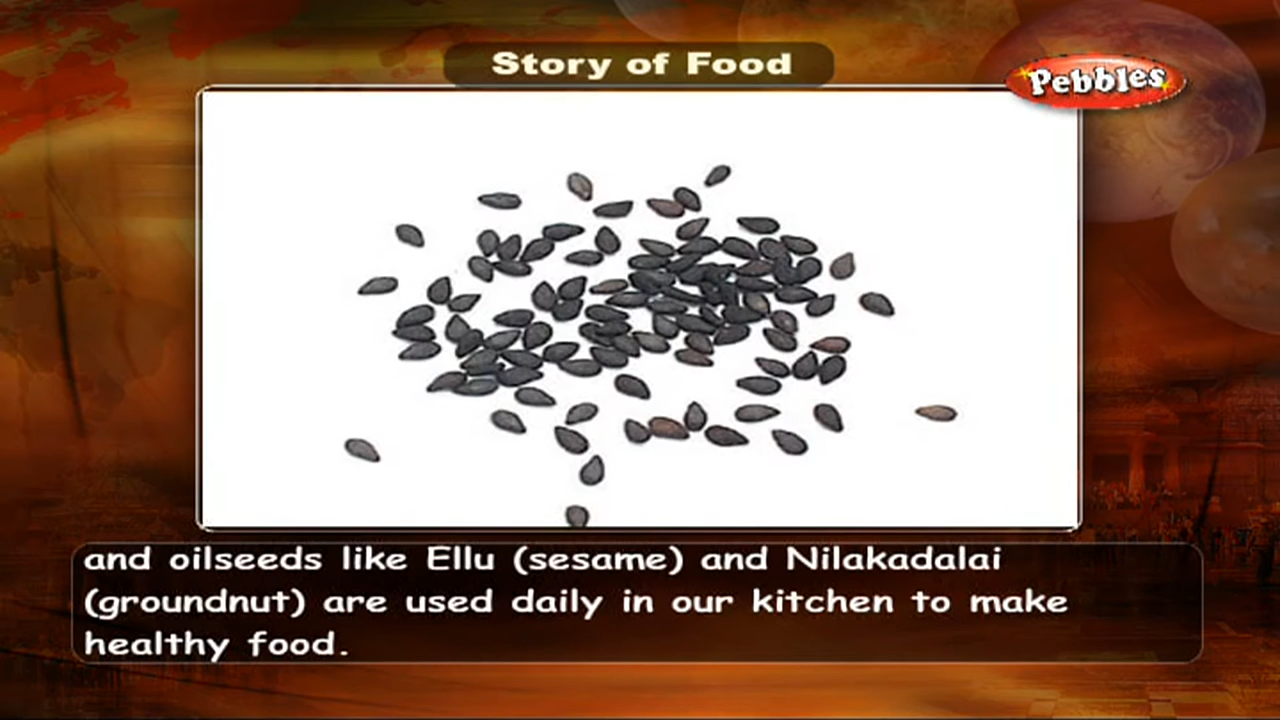 Story of Food
Pebbles
and oilseeds like Ellu (sesame) and Nilakadalai
(groundnut) are used daily in our kitchen to make
healthy food.